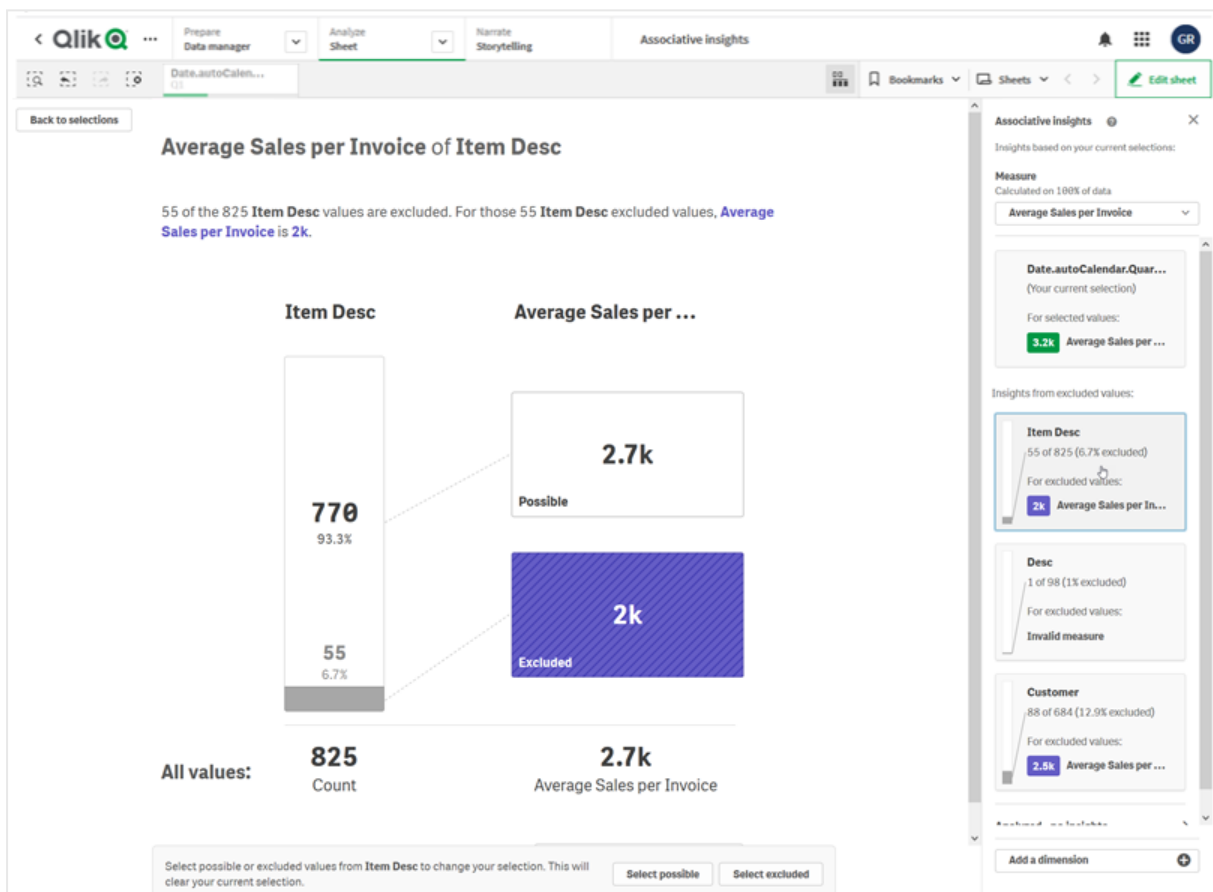 Qlik
Prepare
Data manager
Analyze
Sheet
Narrate
Storytelling
Associative insights
GR
Date.autoCalen...
Q3
Bookmarks
Sheets
Edit sheet
Back to selections
Average Sales per Invoice of Item Desc
55 of the 825 Item Desc values are excluded. For those 55 Item Desc excluded values, Average
Sales per Invoice is 2k.
Item Desc
Average Sales per ...
770
93.3%
55
6.7%
2.7k
Possible
2k
Excluded
All values:
825
Count
2.7k
Average Sales per Invoice
Select possible or excluded values from Item Desc to change your selection. This will
clear your current selection.
Select possible
Select excluded
Associative insights
Insights based on your current selections:
Measure
Calculated on 100% of data
Average Sales per Invoice
Date.autoCalendar.Quar...
(Your current selection)
For selected values:
3.2k Average Sales per ...
Insights from excluded values:
Item Desc
55 of 825 (6.7% excluded)
For excluded values:
2k Average Sales per In...
Desc
1 of 98 (1% excluded)
For excluded values:
Invalid measure
Customer
88 of 684 (12.9% excluded)
For excluded values:
2.5k Average Sales per ...
Add a dimension